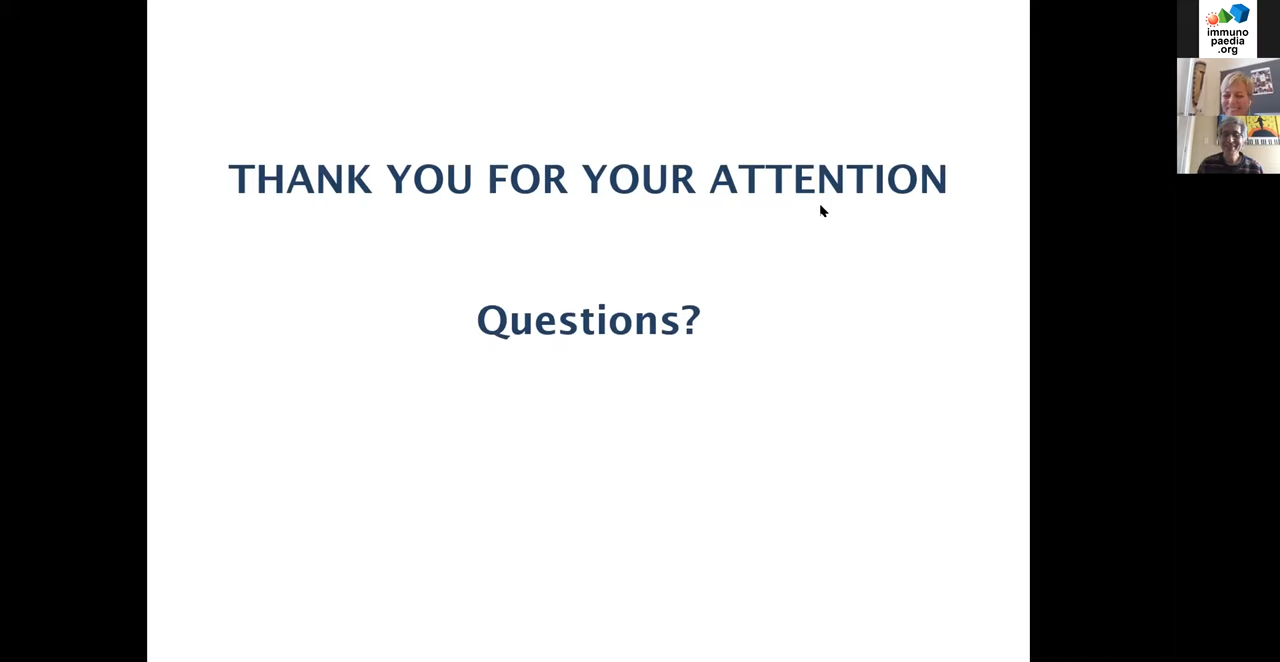 THANK YOU FOR YOUR ATTENTION
Questions?
immuno
paedia
.org